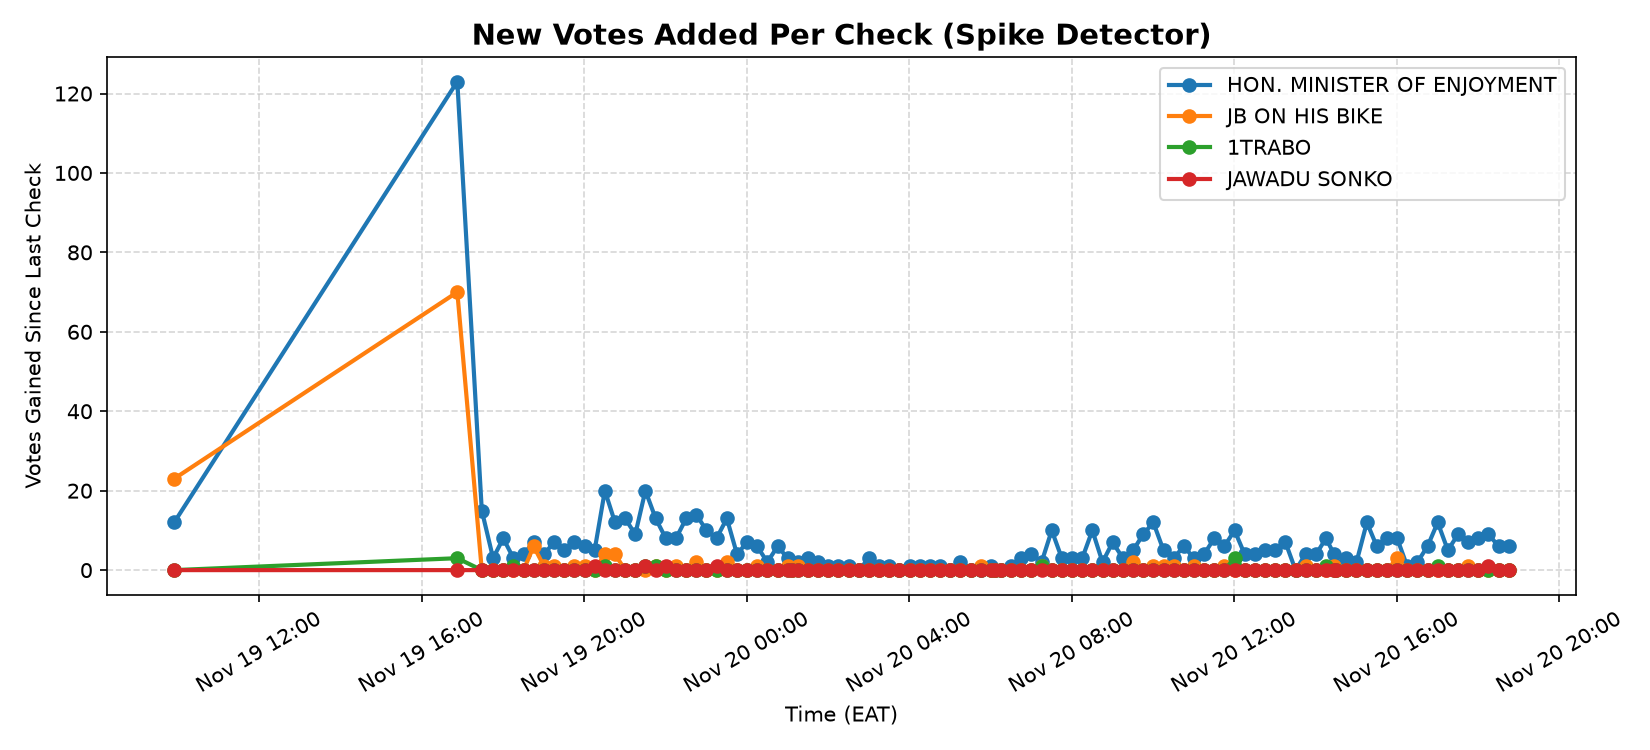 New Votes Added Per Check (Spike Detector)
HON. MINISTER OF ENJOYMENT
JB ON HIS BIKE
1TRABO
JAWADU SONKO
Votes Gained Since Last Check
120
100
80
60
40
20
0
Nov 19 12:00
Nov 19 16:00
Nov 19 20:00
Nov 20 00:00
Nov 20 04:00
Nov 20 08:00
Nov 20 12:00
Nov 20 16:00
Nov 20 20:00
Time (EAT)